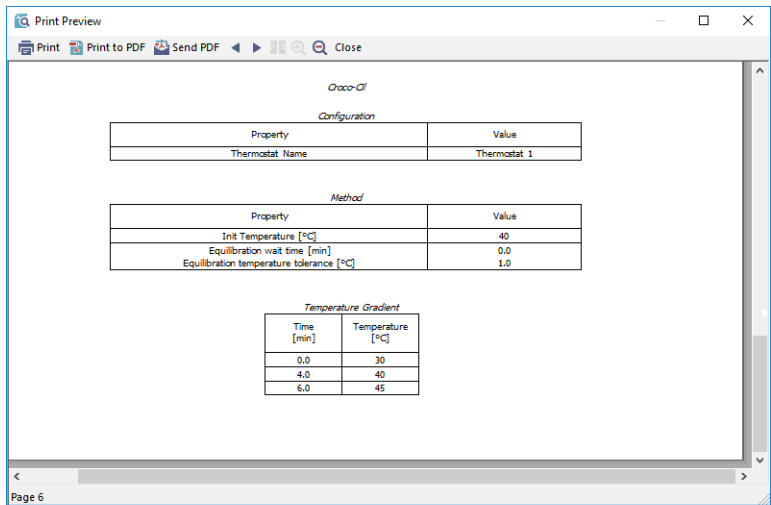 Print Preview
Print Print to PDF Send PDF Close
Croco-Cil
Configuration
Property Value
Thermostat Name Thermostat 1
Method
Property Value
Init Temperature [°C] 40
Equilibration wait time [min] 0.0
Equilibration temperature tolerance [°C] 1.0
Temperature Gradient
Time Temperature
[min] [°C]
0.0 30
4.0 40
6.0 45
Page 6